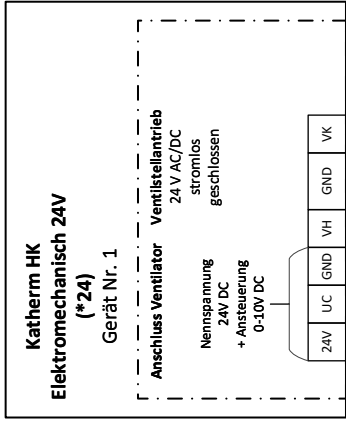 Katherm HK
Elektromechanisch 24V
(*24)
Gerät Nr. 1
Anschluss Ventilator
Nennspannung
24V DC
+ Ansteuerung
0-10V DC
Ventilstellantrieb
24 V AC/DC
stromlos
geschlossen
24V UC GND VH GND VK